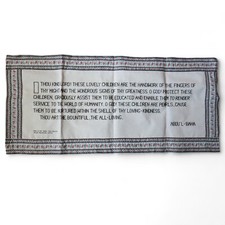 O THOU KIND LORD! THESE LOVELY CHILDREN ARE THE HANDIWORK OF THE FINGERS OF
THY MIGHT AND THE WONDROUS SIGNS OF THY GREATNESS. O GOD! PROTECT THESE
CHILDREN, GRACIOUSLY ASSIST THEM TO BE EDUCATED AND ENABLE THEM TO RENDER
SERVICE TO THE WORLD OF HUMANITY. O GOD! THESE CHILDREN ARE PEARLS, CAUSE
THEM TO BE NURTURED WITHIN THE SHELL OF THY LOVING-KINDNESS.
THOU ART THE BOUNTIFUL, THE ALL-LOVING.
ABDU'L-BAHA